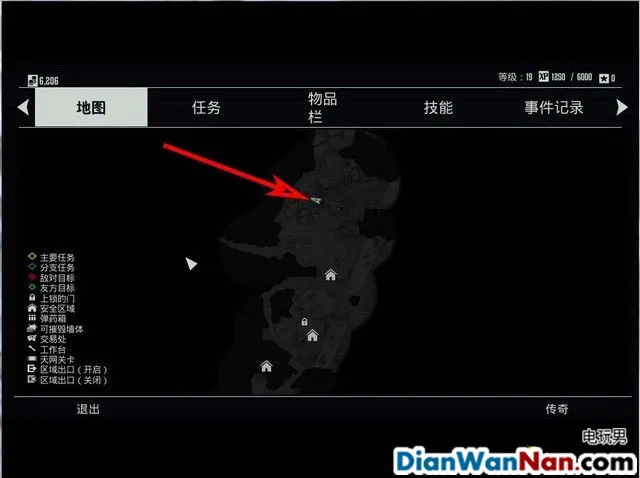 6,206
等级：19 XP 1250 / 6000 0
地图
任务
物品
栏
技能
事件记录
主要任务
分支任务
敌对目标
友方目标
上锁的门
安全区域
弹药箱
可摧毁墙体
交易处
工作台
天网关卡
区域出口（开启）
区域出口（关闭）
退出
传奇
电玩男
DianWanNan.com